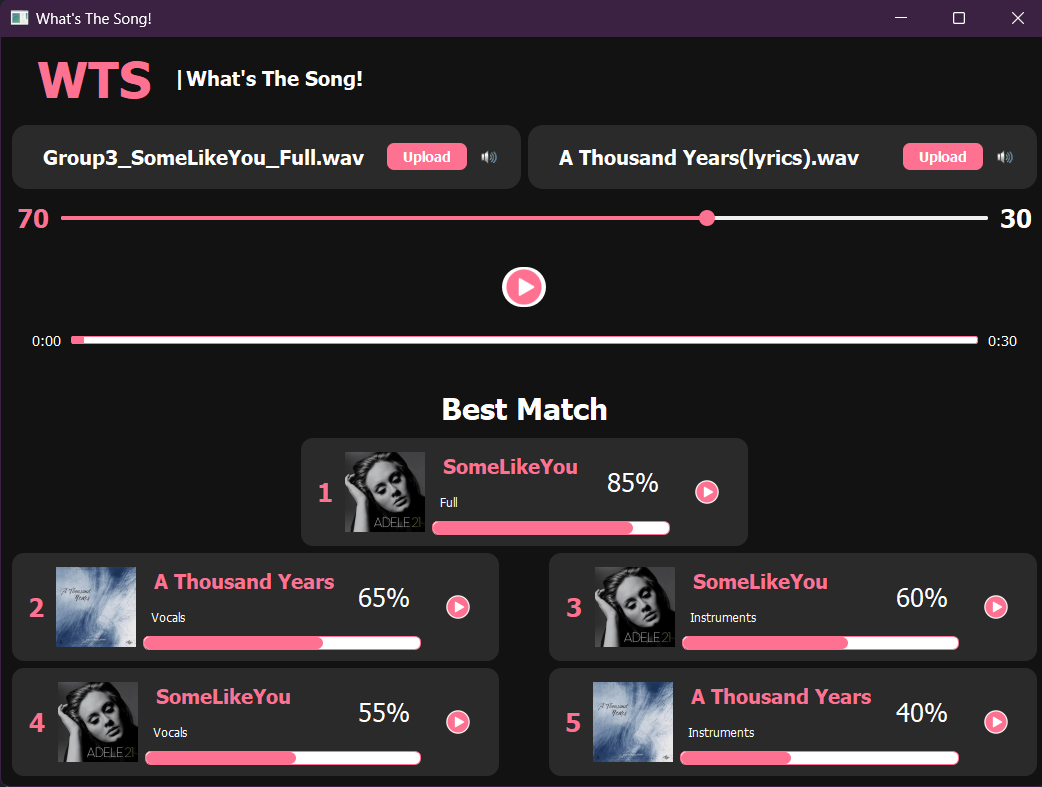 What's The Song!
WTS | What's The Song!
Group3_SomeLikeYou_Full.wav Upload
A Thousand Years(lyrics).wav Upload
70 30
0:00 0:30
Best Match
1 SomeLikeYou 85%
Full
ADELE 21
2 A Thousand Years 65%
A Thousand
Years
Vocals
3 SomeLikeYou 60%
Instruments
ADELE 21
4 SomeLikeYou 55%
Vocals
ADELE 21
5 A Thousand Years 40%
A Thousand
Years
Instruments